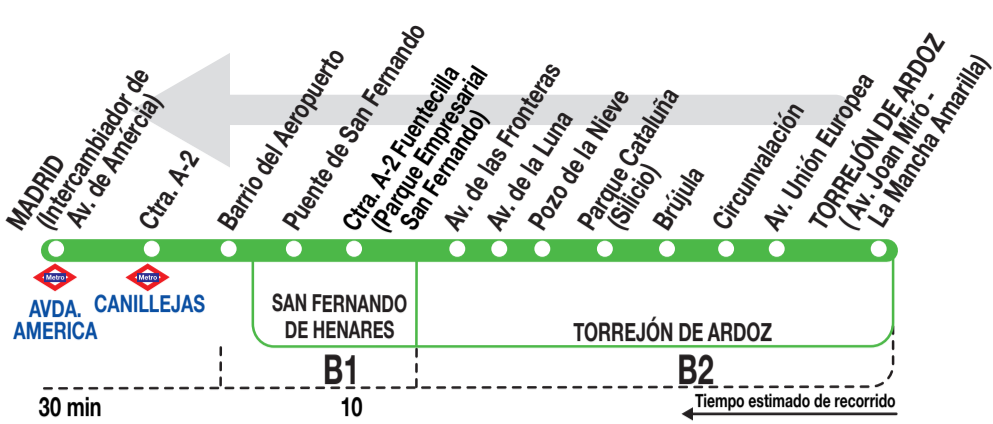 MADRID
(Intercambiador de
Av. de Amércia)
Ctra. A-2
Barrio del Aeropuerto
Puente de San Fernando
Ctra. A-2 Fuentecilla
(Parque Empresarial
San Fernando)
Av. de las Fronteras
Av. de la Luna
Pozo de la Nieve
Parque Cataluña
(Silicio)
Brújula
Circunvalación
Av. Unión Europea
TORREJÓN DE ARDOZ
(Av. Joan Miró -
La Mancha Amarilla)
Metro
Metro
AVDA.
AMERICA
CANILLEJAS
SAN FERNANDO
DE HENARES
TORREJÓN DE ARDOZ
B1
B2
30 min
10
Tiempo estimado de recorrido